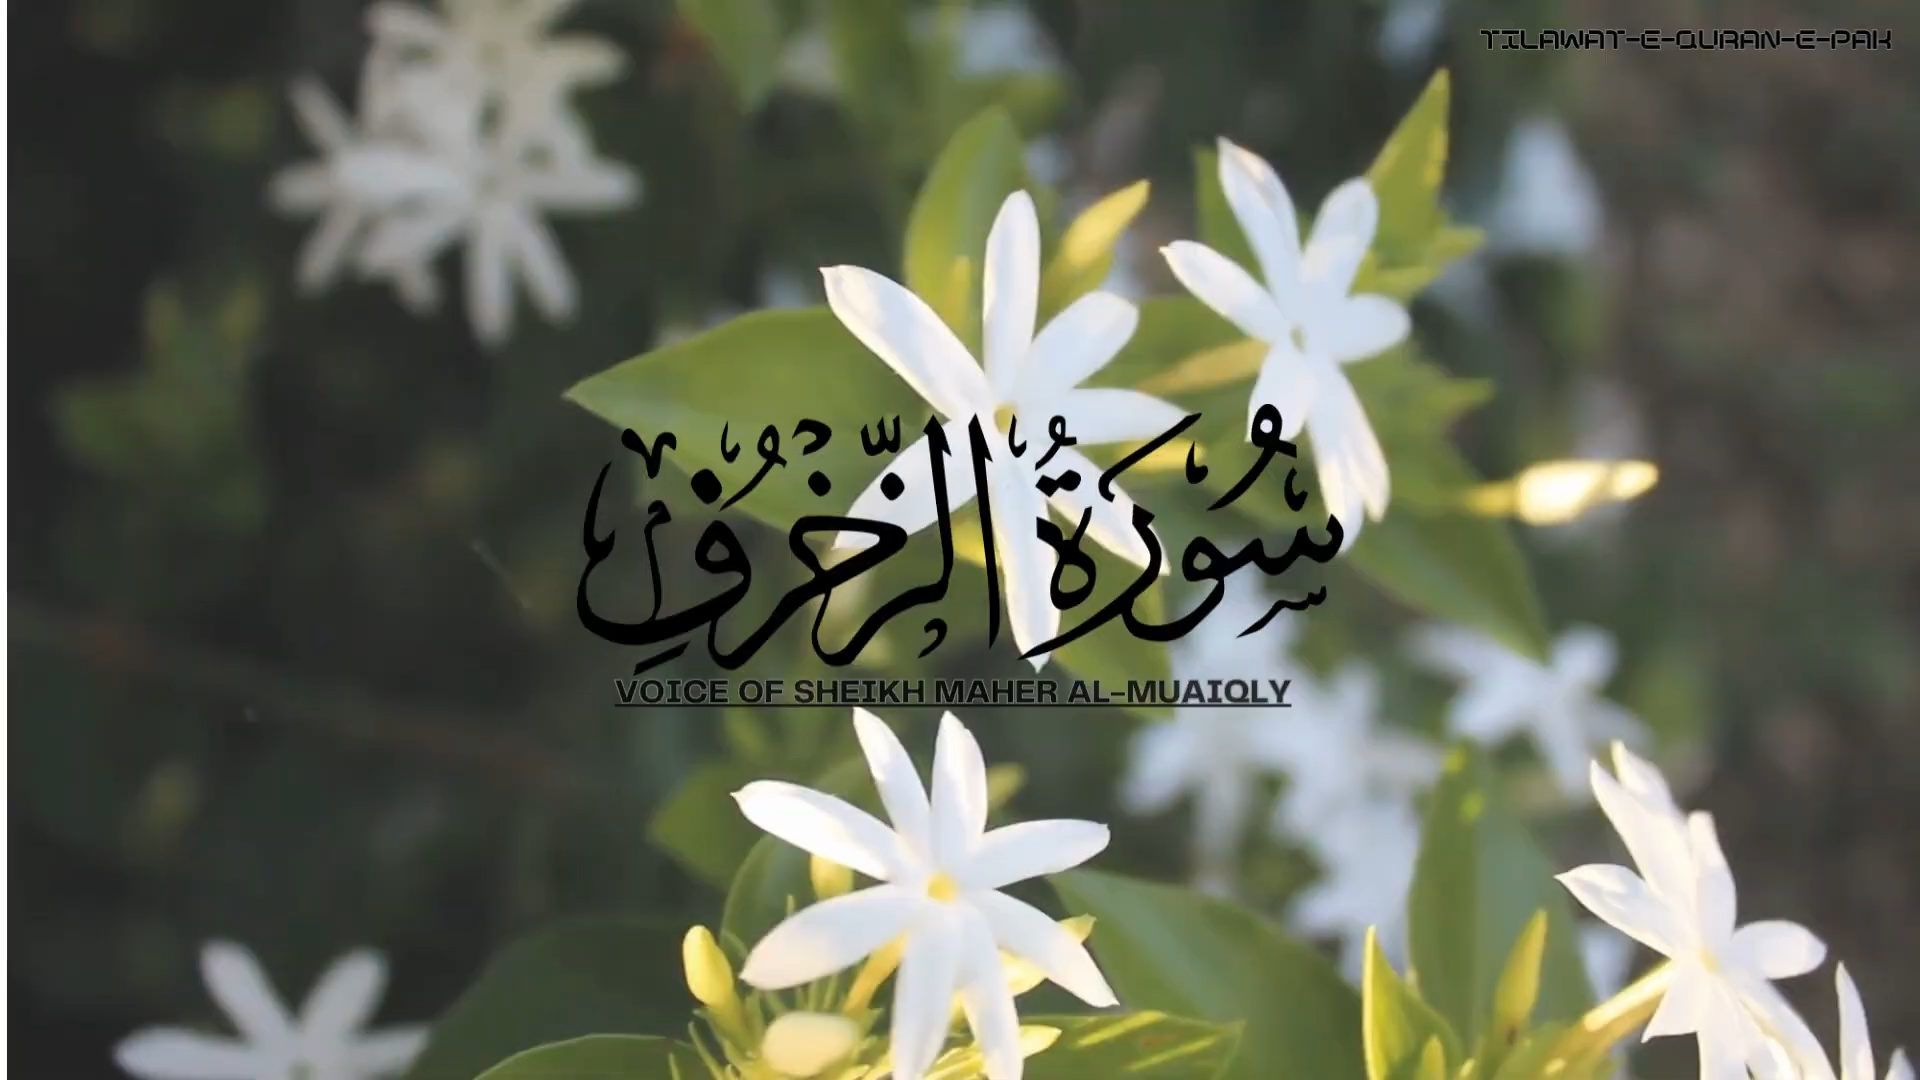 TILAWAT-E-QURAN-E-PAK
سُورَةُ الزُّخْرُفِ
VOICE OF SHEIKH MAHER AL-MUAIQLY